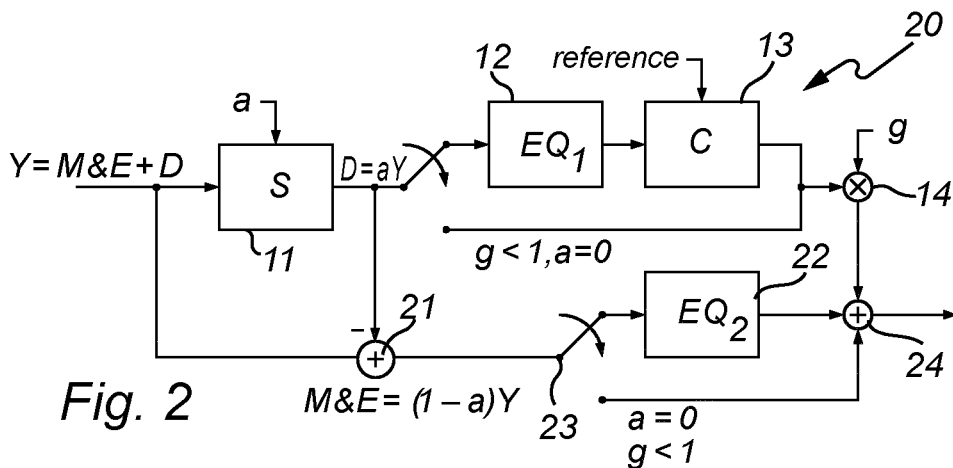 20
12
reference
13
a
g
Y=M&E+D
S
D=aY
EQ1
C
14
11
g<1,a=0
22
21
−
+
EQ2
+
24
Fig. 2
M&E=(1−a)Y
23
a=0
g<1